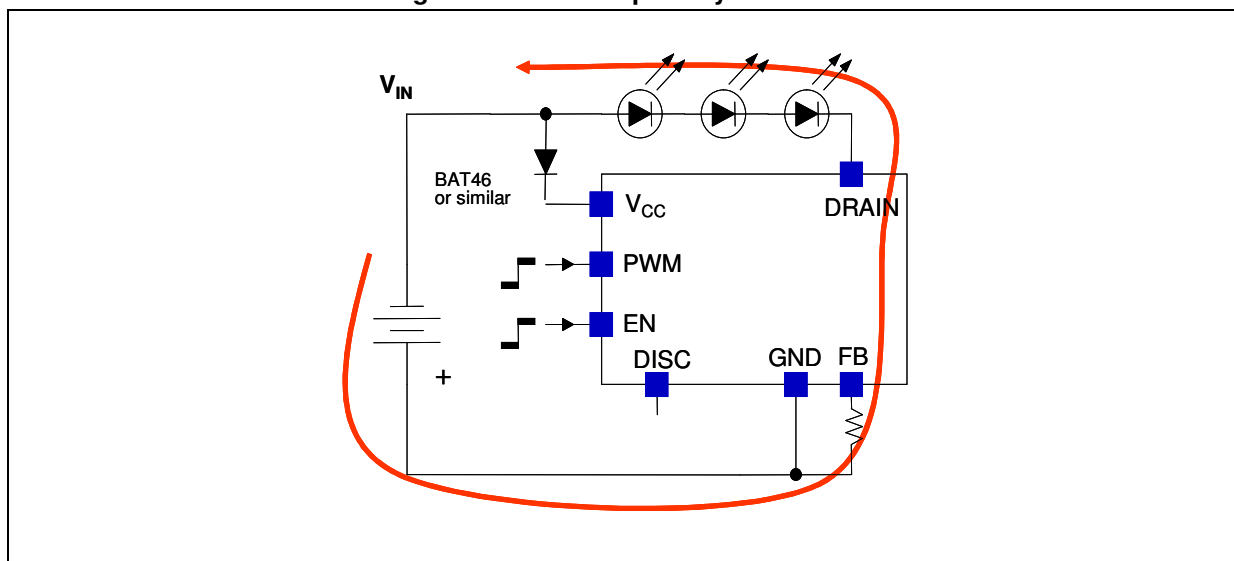 V_IN
BAT46
or similar
V_CC
DRAIN
PWM
EN
DISC
GND
FB
+